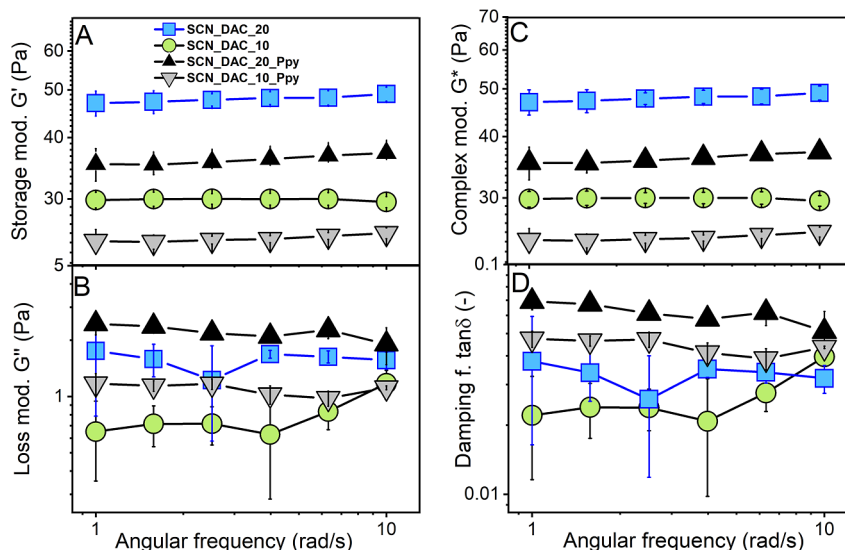 A
SCN_DAC_20
SCN_DAC_10
SCN_DAC_20_Ppy
SCN_DAC_10_Ppy
60
50
40
30
Storage mod. G' (Pa)
C
70
60
50
40
30
Complex mod. G* (Pa)
B
5
1
Loss mod. G'' (Pa)
1
10
Angular frequency (rad/s)
D
0.1
0.01
Damping f. tanδ (-)
1
10
Angular frequency (rad/s)